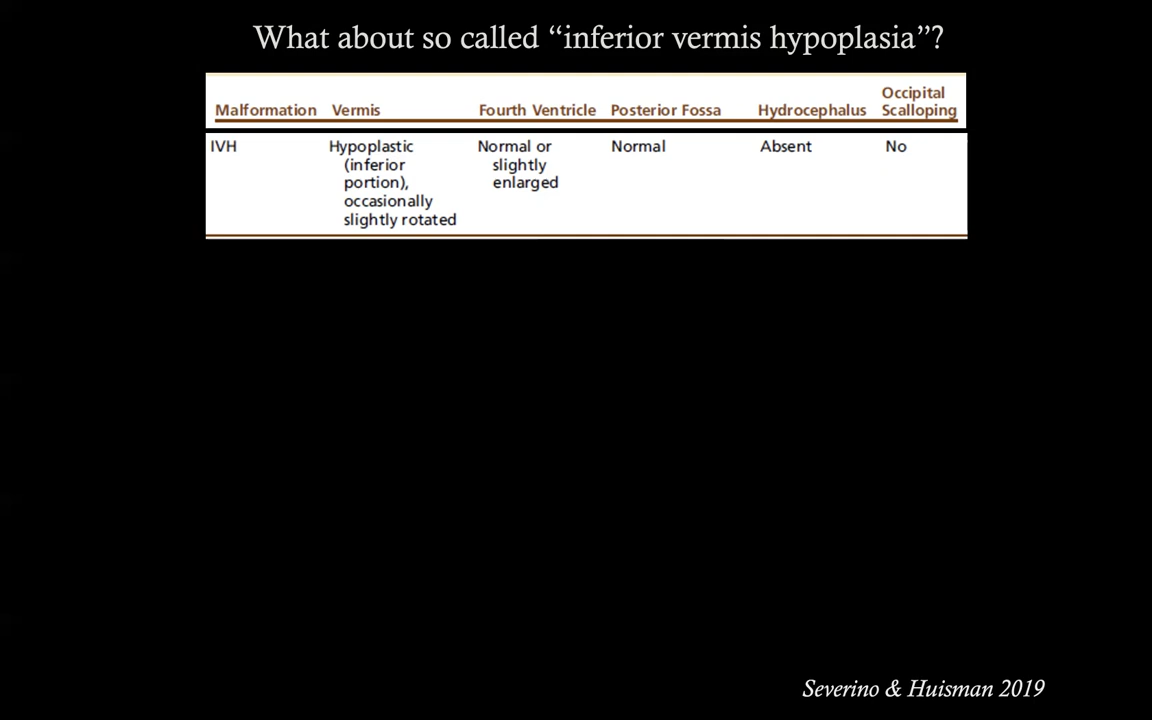 What about so called “inferior vermis hypoplasia”?
Malformation Vermis Fourth Ventricle Posterior Fossa Hydrocephalus Occipital Scalloping
IVH Hypoplastic Normal or Normal Absent No
(inferior slightly
portion), enlarged
occasionally
slightly rotated
Severino & Huisman 2019